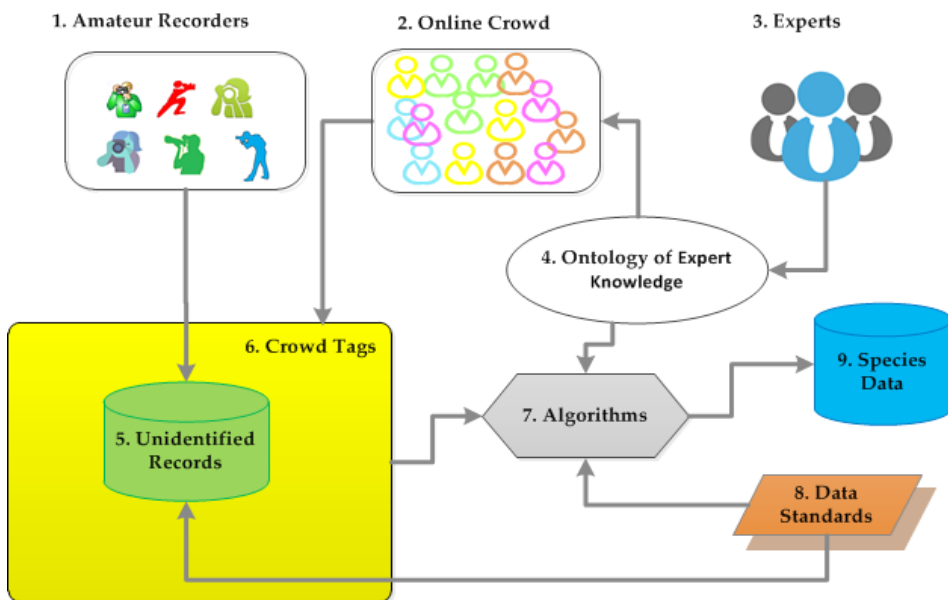 1. Amateur Recorders
2. Online Crowd
3. Experts
4. Ontology of Expert
Knowledge
6. Crowd Tags
9. Species
Data
7. Algorithms
5. Unidentified
Records
8. Data
Standards